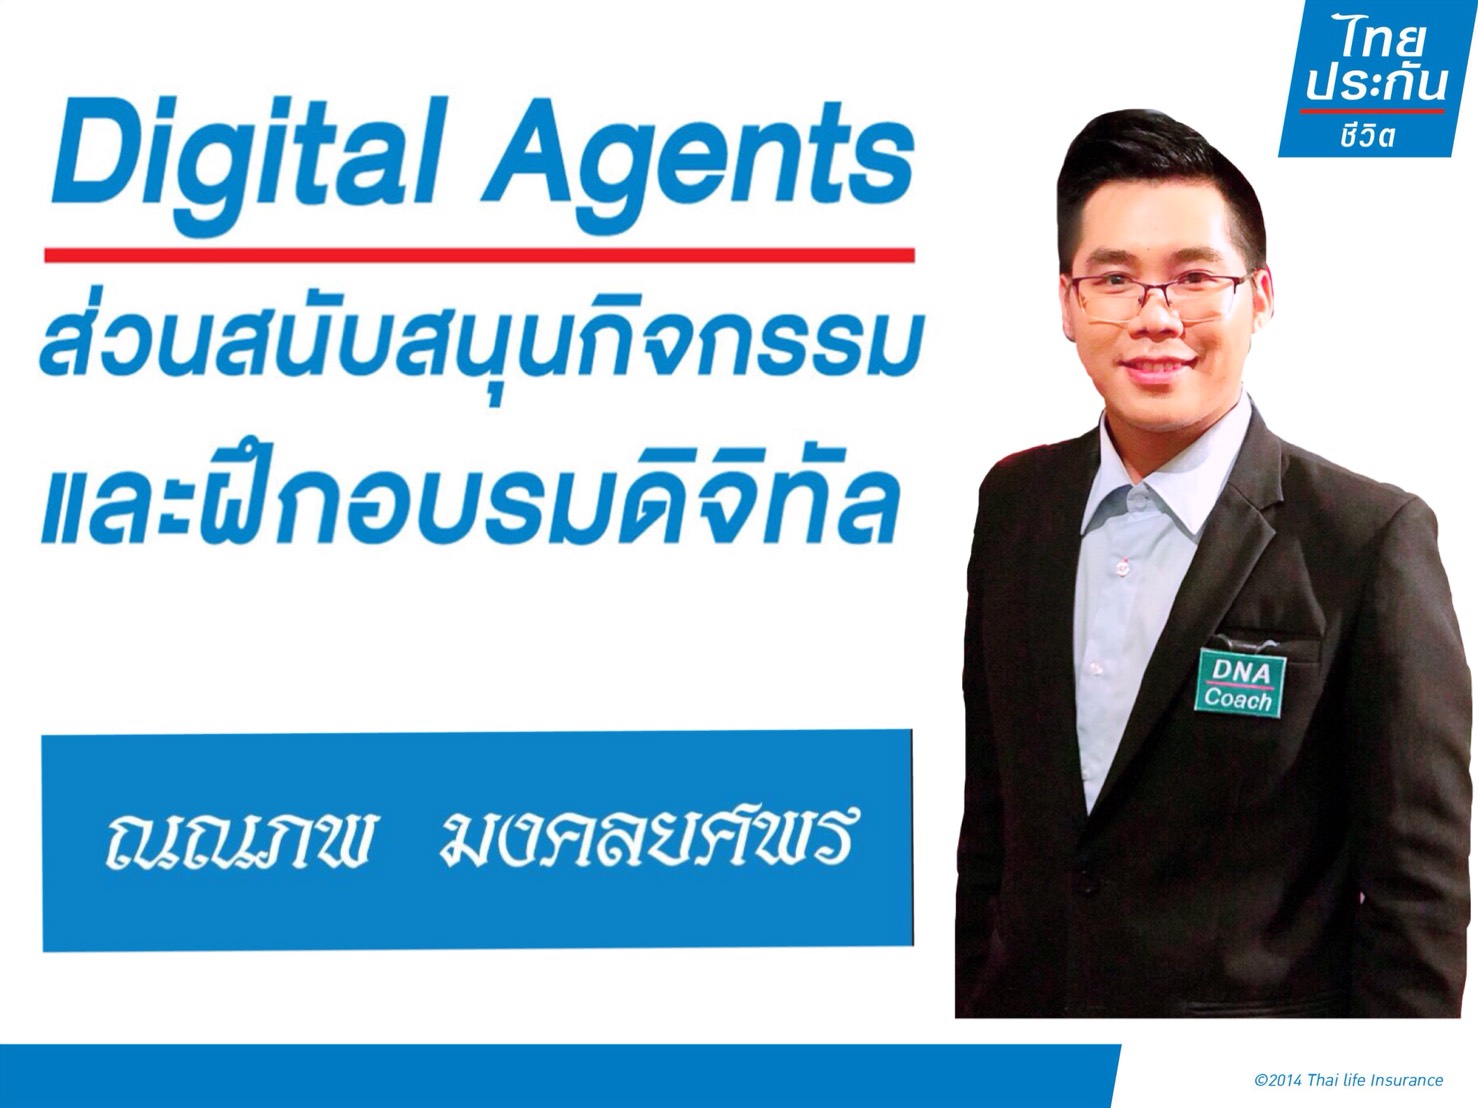 ไทย
ประกัน
ชีวิต
Digital Agents
ส่วนสนับสนุนกิจกรรม
และฝึกอบรมดิจิทัล
DNA
Coach
ณณภพ มงคลยศพร
©2014 Thai life Insurance